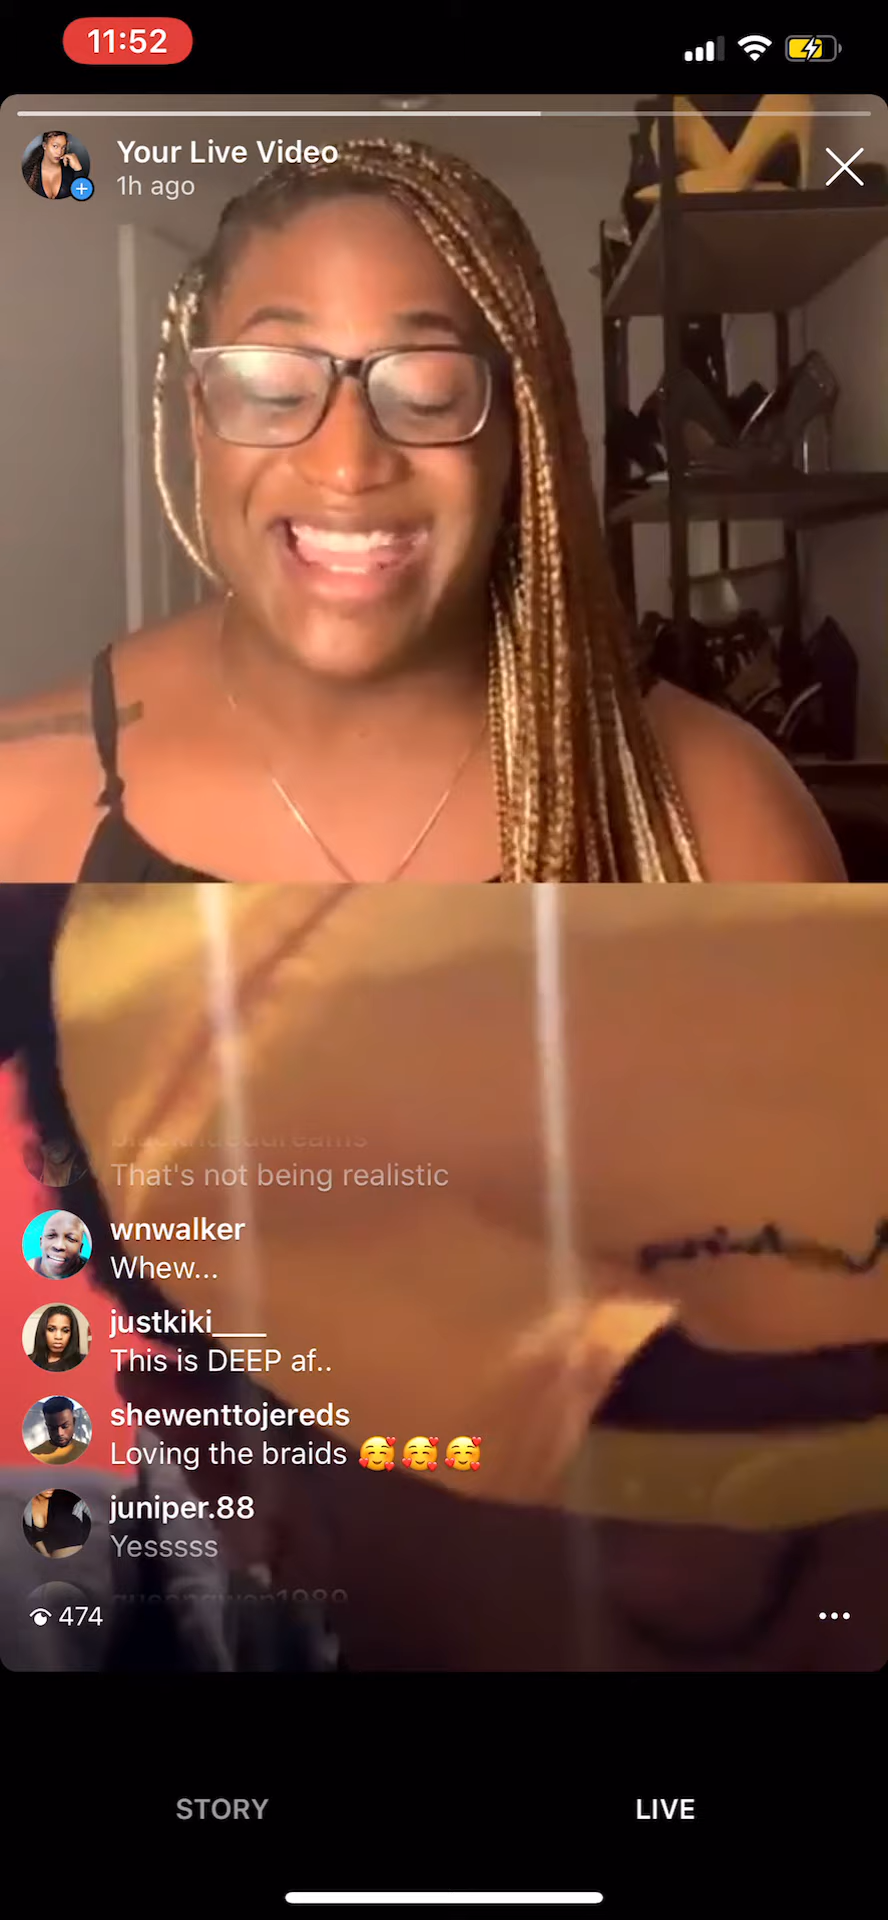 11:52
Your Live Video
1h ago
That's not being realistic
wnwalker
Whew...
justkiki____
This is DEEP af..
shewenttojereds
Loving the braids 🥰🥰🥰
juniper.88
Yesssss
474
STORY
LIVE